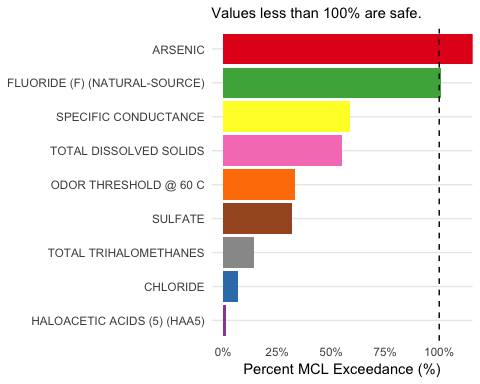 Values less than 100% are safe.
ARSENIC
FLUORIDE (F) (NATURAL-SOURCE)
SPECIFIC CONDUCTANCE
TOTAL DISSOLVED SOLIDS
ODOR THRESHOLD @ 60 C
SULFATE
TOTAL TRIHALOMETHANES
CHLORIDE
HALOACETIC ACIDS (5) (HAA5)
0% 25% 50% 75% 100%
Percent MCL Exceedance (%)